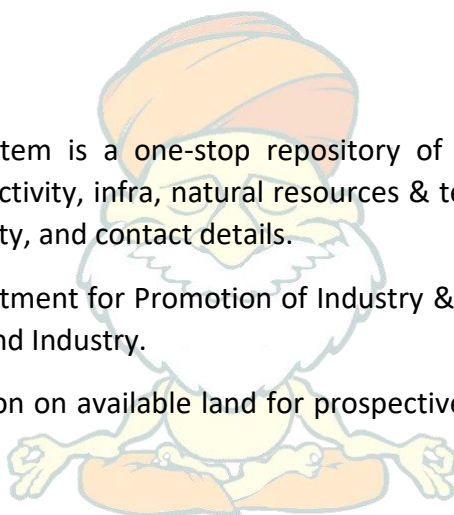 tem is a one-stop repository of
ctivity, infra, natural resources & te
ty, and contact details.
tment for Promotion of Industry &
nd Industry.
on on available land for prospective